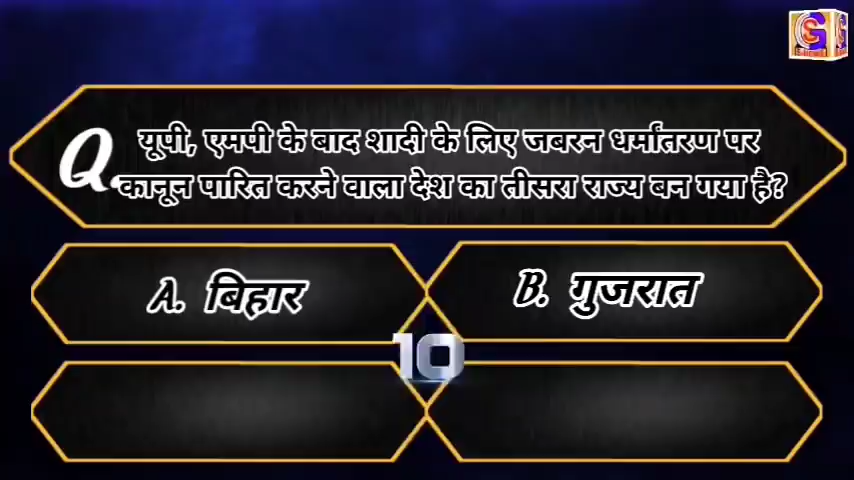 Q. यूपी, एमपी के बाद शादी के लिए जबरन धर्मांतरण पर
कानून पारित करने वाला देश का तीसरा राज्य बन गया है?
A. बिहार
B. गुजरात
10